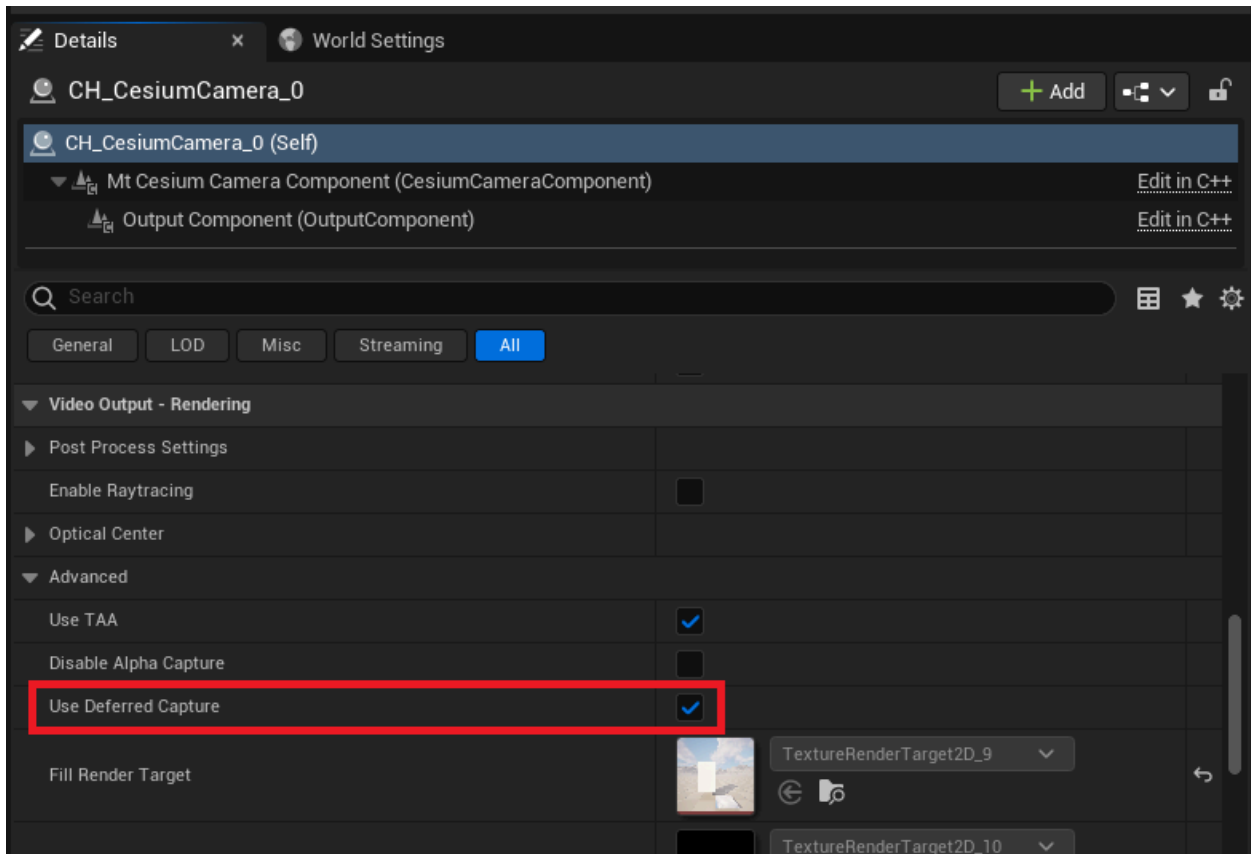 Details
World Settings
CH_CesiumCamera_0
Add
CH_CesiumCamera_0 (Self)
Mt Cesium Camera Component (CesiumCameraComponent)
Edit in C++
Output Component (OutputComponent)
Edit in C++
Search
General LOD Misc Streaming All
Video Output - Rendering
Post Process Settings
Enable Raytracing
Optical Center
Advanced
Use TAA
Disable Alpha Capture
Use Deferred Capture
Fill Render Target
TextureRenderTarget2D_9
TextureRenderTarget2D_10